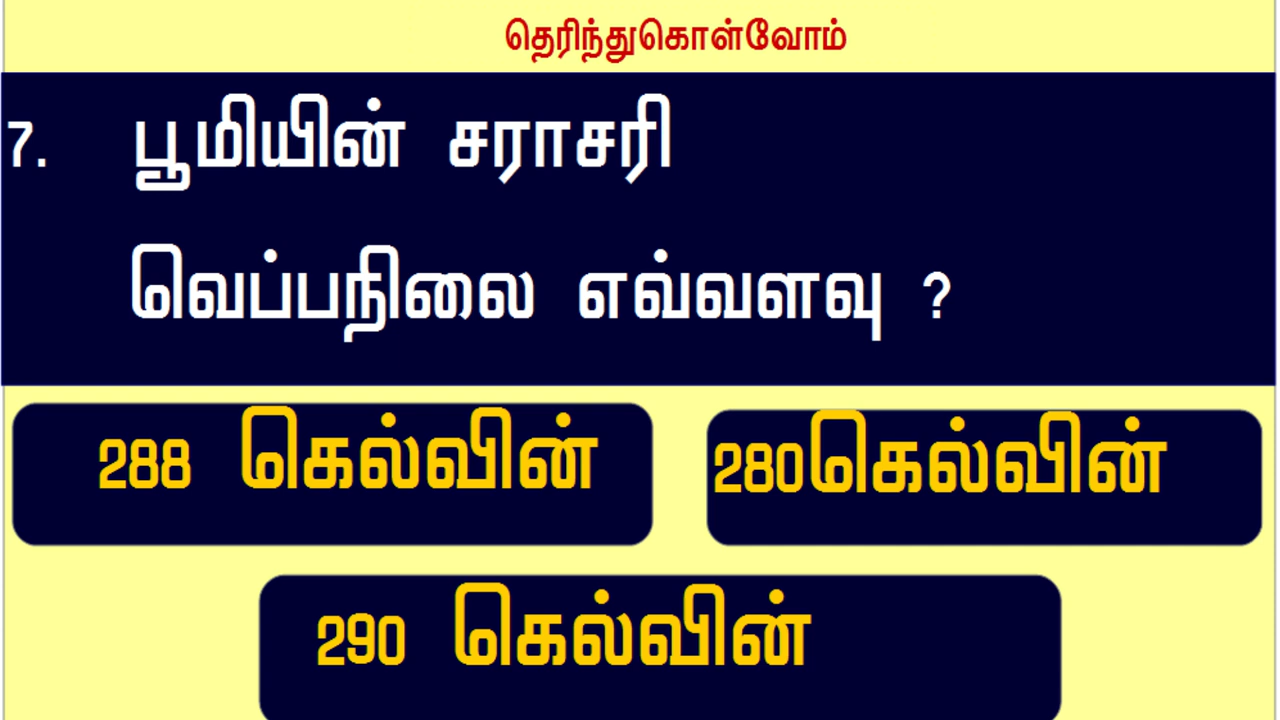 தெரிந்துகொள்வோம்
7. பூமியின் சராசரி
வெப்பநிலை எவ்வளவு ?
288 கெல்வின்
280கெல்வின்
290 கெல்வின்